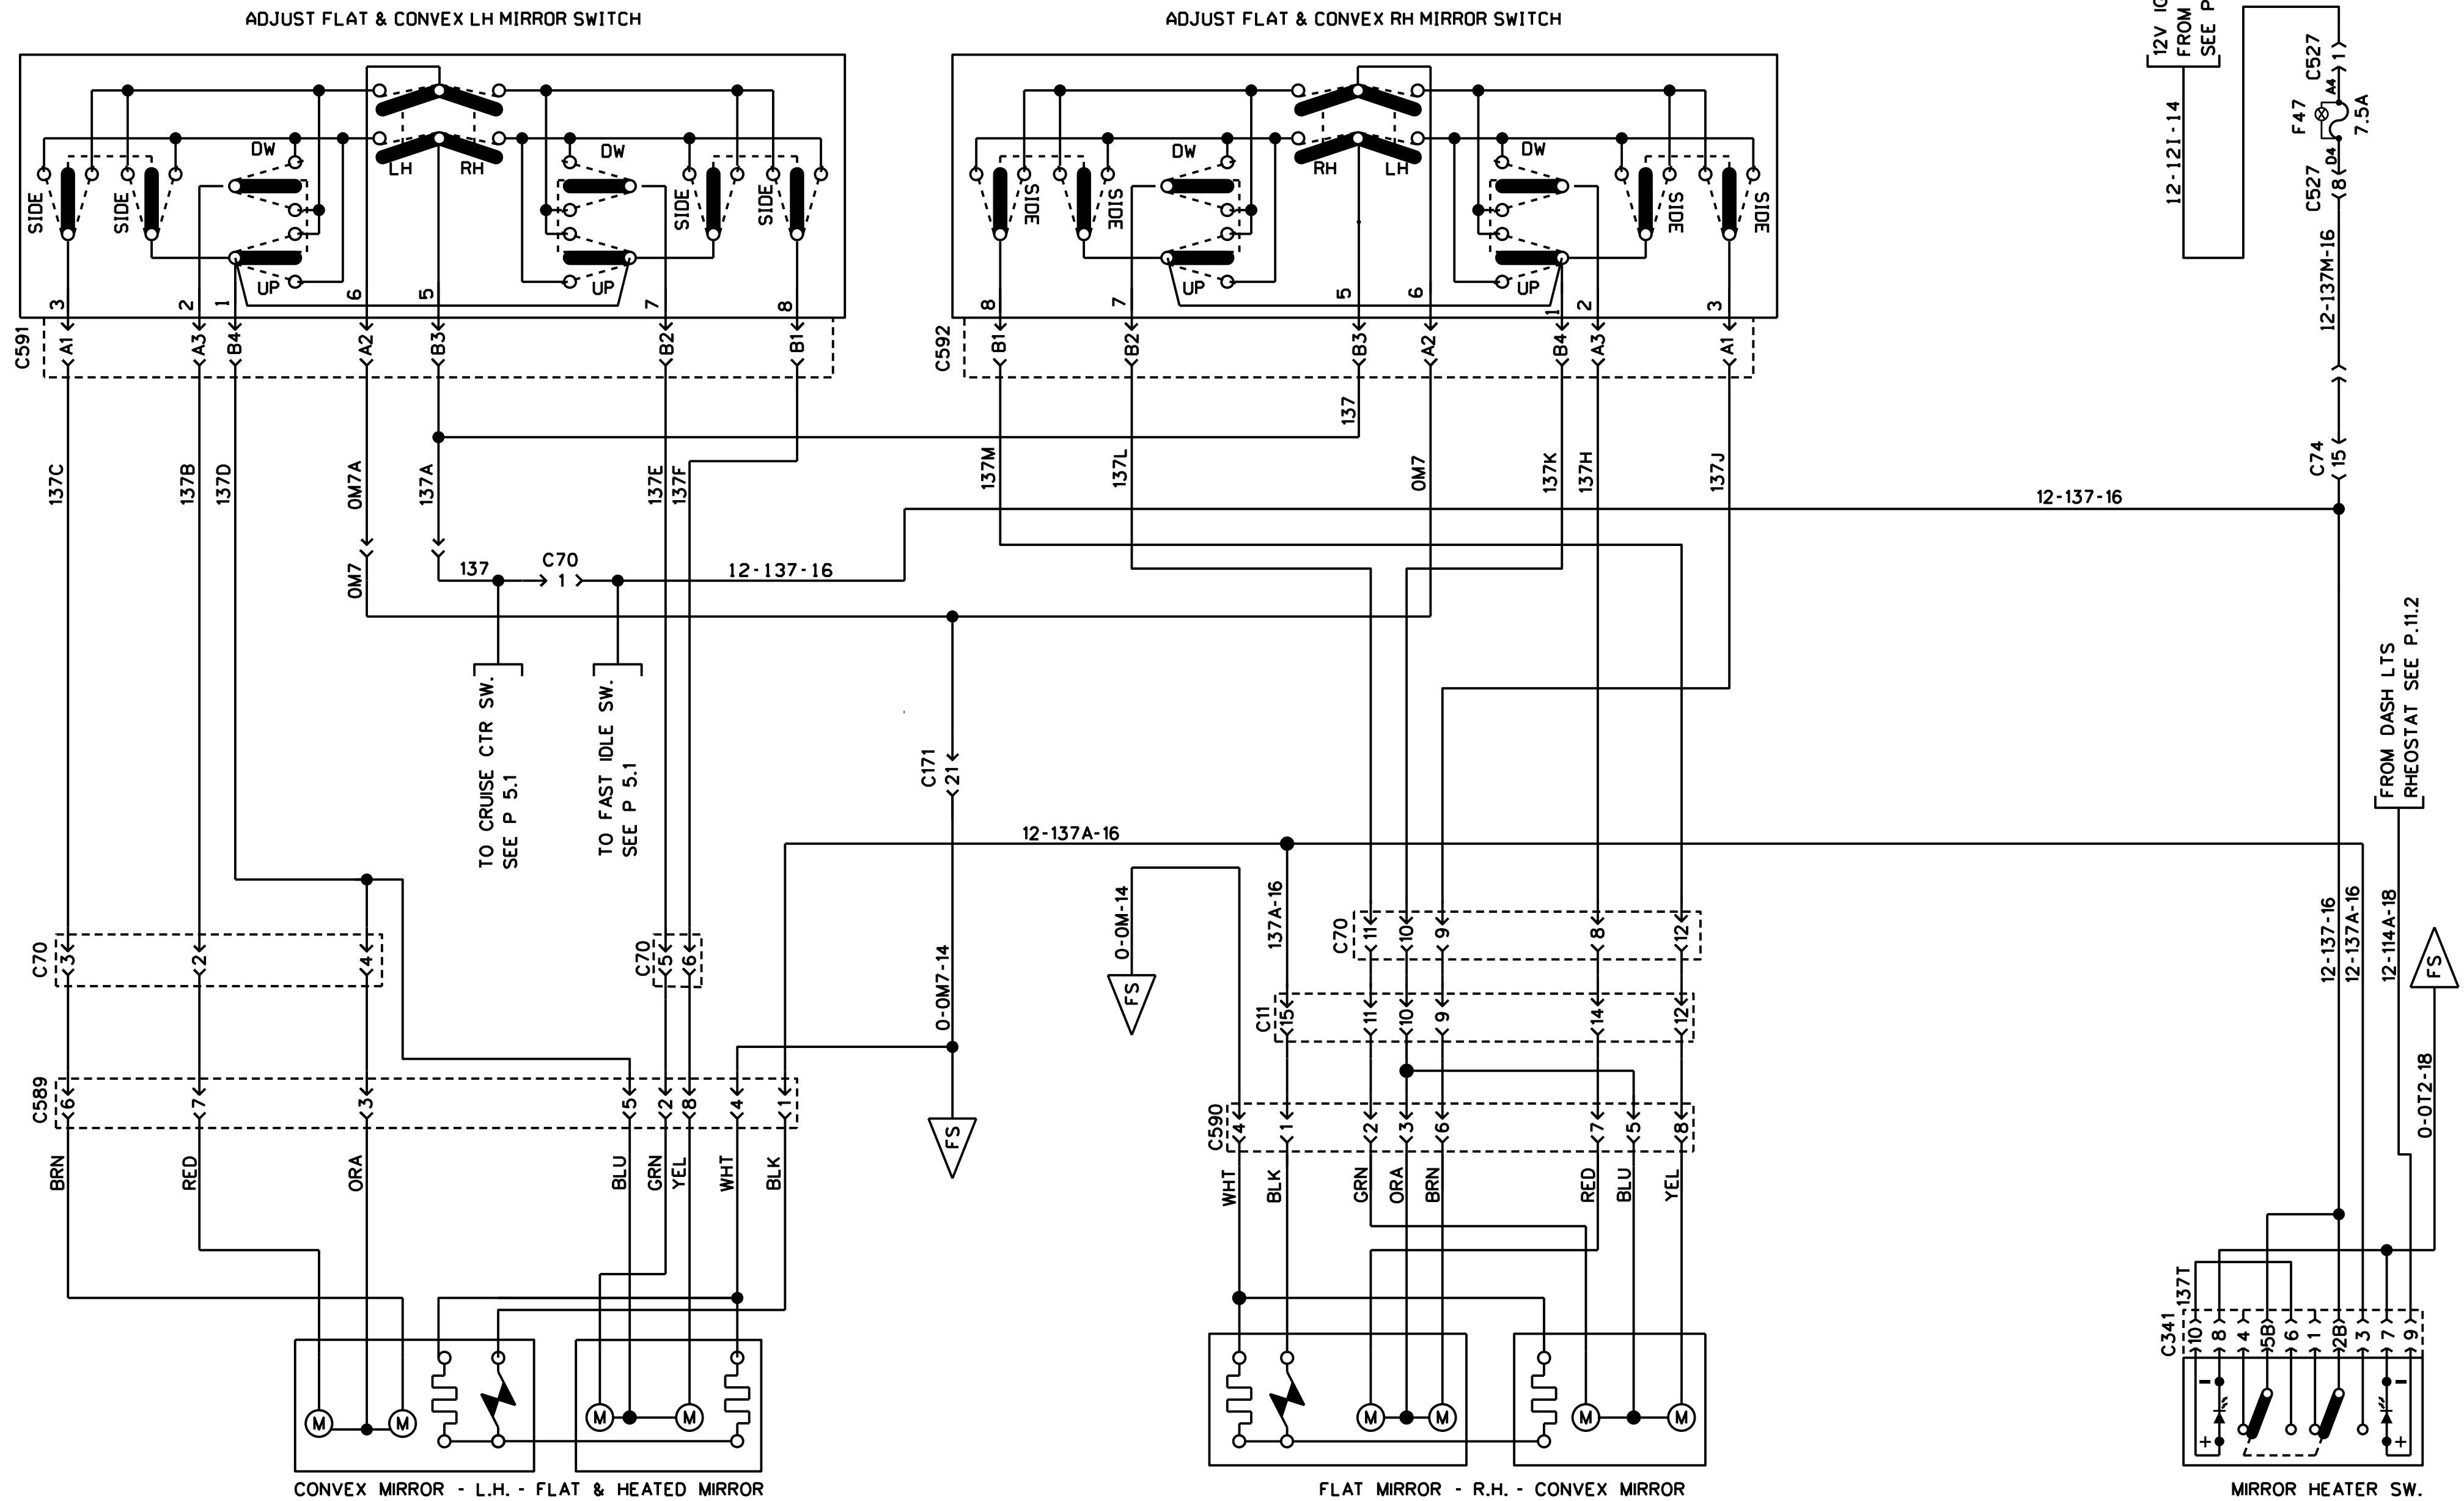 ADJUST FLAT & CONVEX LH MIRROR SWITCH
ADJUST FLAT & CONVEX RH MIRROR SWITCH
12V
FROM
SEE P
12-12I-14
C527
1
A4
F47
7.5A
D4
C527
8
12-137M-16
C74
15
12-137-16
SIDE
SIDE
DW
UP
LH
RH
DW
UP
SIDE
SIDE
3
2
1
6
5
7
8
C591
A1
A3
B4
A2
B3
B2
B1
SIDE
SIDE
DW
UP
RH
LH
DW
UP
SIDE
SIDE
8
7
5
6
1
2
3
C592
B1
B2
B3
A2
B4
A3
A1
137
137C
137B
137D
0M7A
137A
137E
137F
137M
137L
0M7
137K
137H
137J
0M7
137
C70
1
12-137-16
TO CRUISE CTR SW.
SEE P 5.1
TO FAST IDLE SW.
SEE P 5.1
C171
21
12-137A-16
0-0M7-14
FS
0-0M-14
FS
137A-16
FROM DASH LTS
RHEOSTAT SEE P.11.2
12-137-16
12-137A-16
12-114A-18
FS
0-0T2-18
C70
3
2
4
C70
5
6
C70
11
10
9
8
12
C11
15
11
10
9
14
12
C589
6
7
3
5
2
8
4
1
C590
4
1
2
3
6
7
5
8
BRN
RED
ORA
BLU
GRN
YEL
WHT
BLK
WHT
BLK
GRN
ORA
BRN
RED
BLU
YEL
137T
C341
10
8
4
5B
6
1
2B
3
7
9
M
M
M
M
M
M
M
M
-
+
-
+
CONVEX MIRROR - L.H. - FLAT & HEATED MIRROR
FLAT MIRROR - R.H. - CONVEX MIRROR
MIRROR HEATER SW.